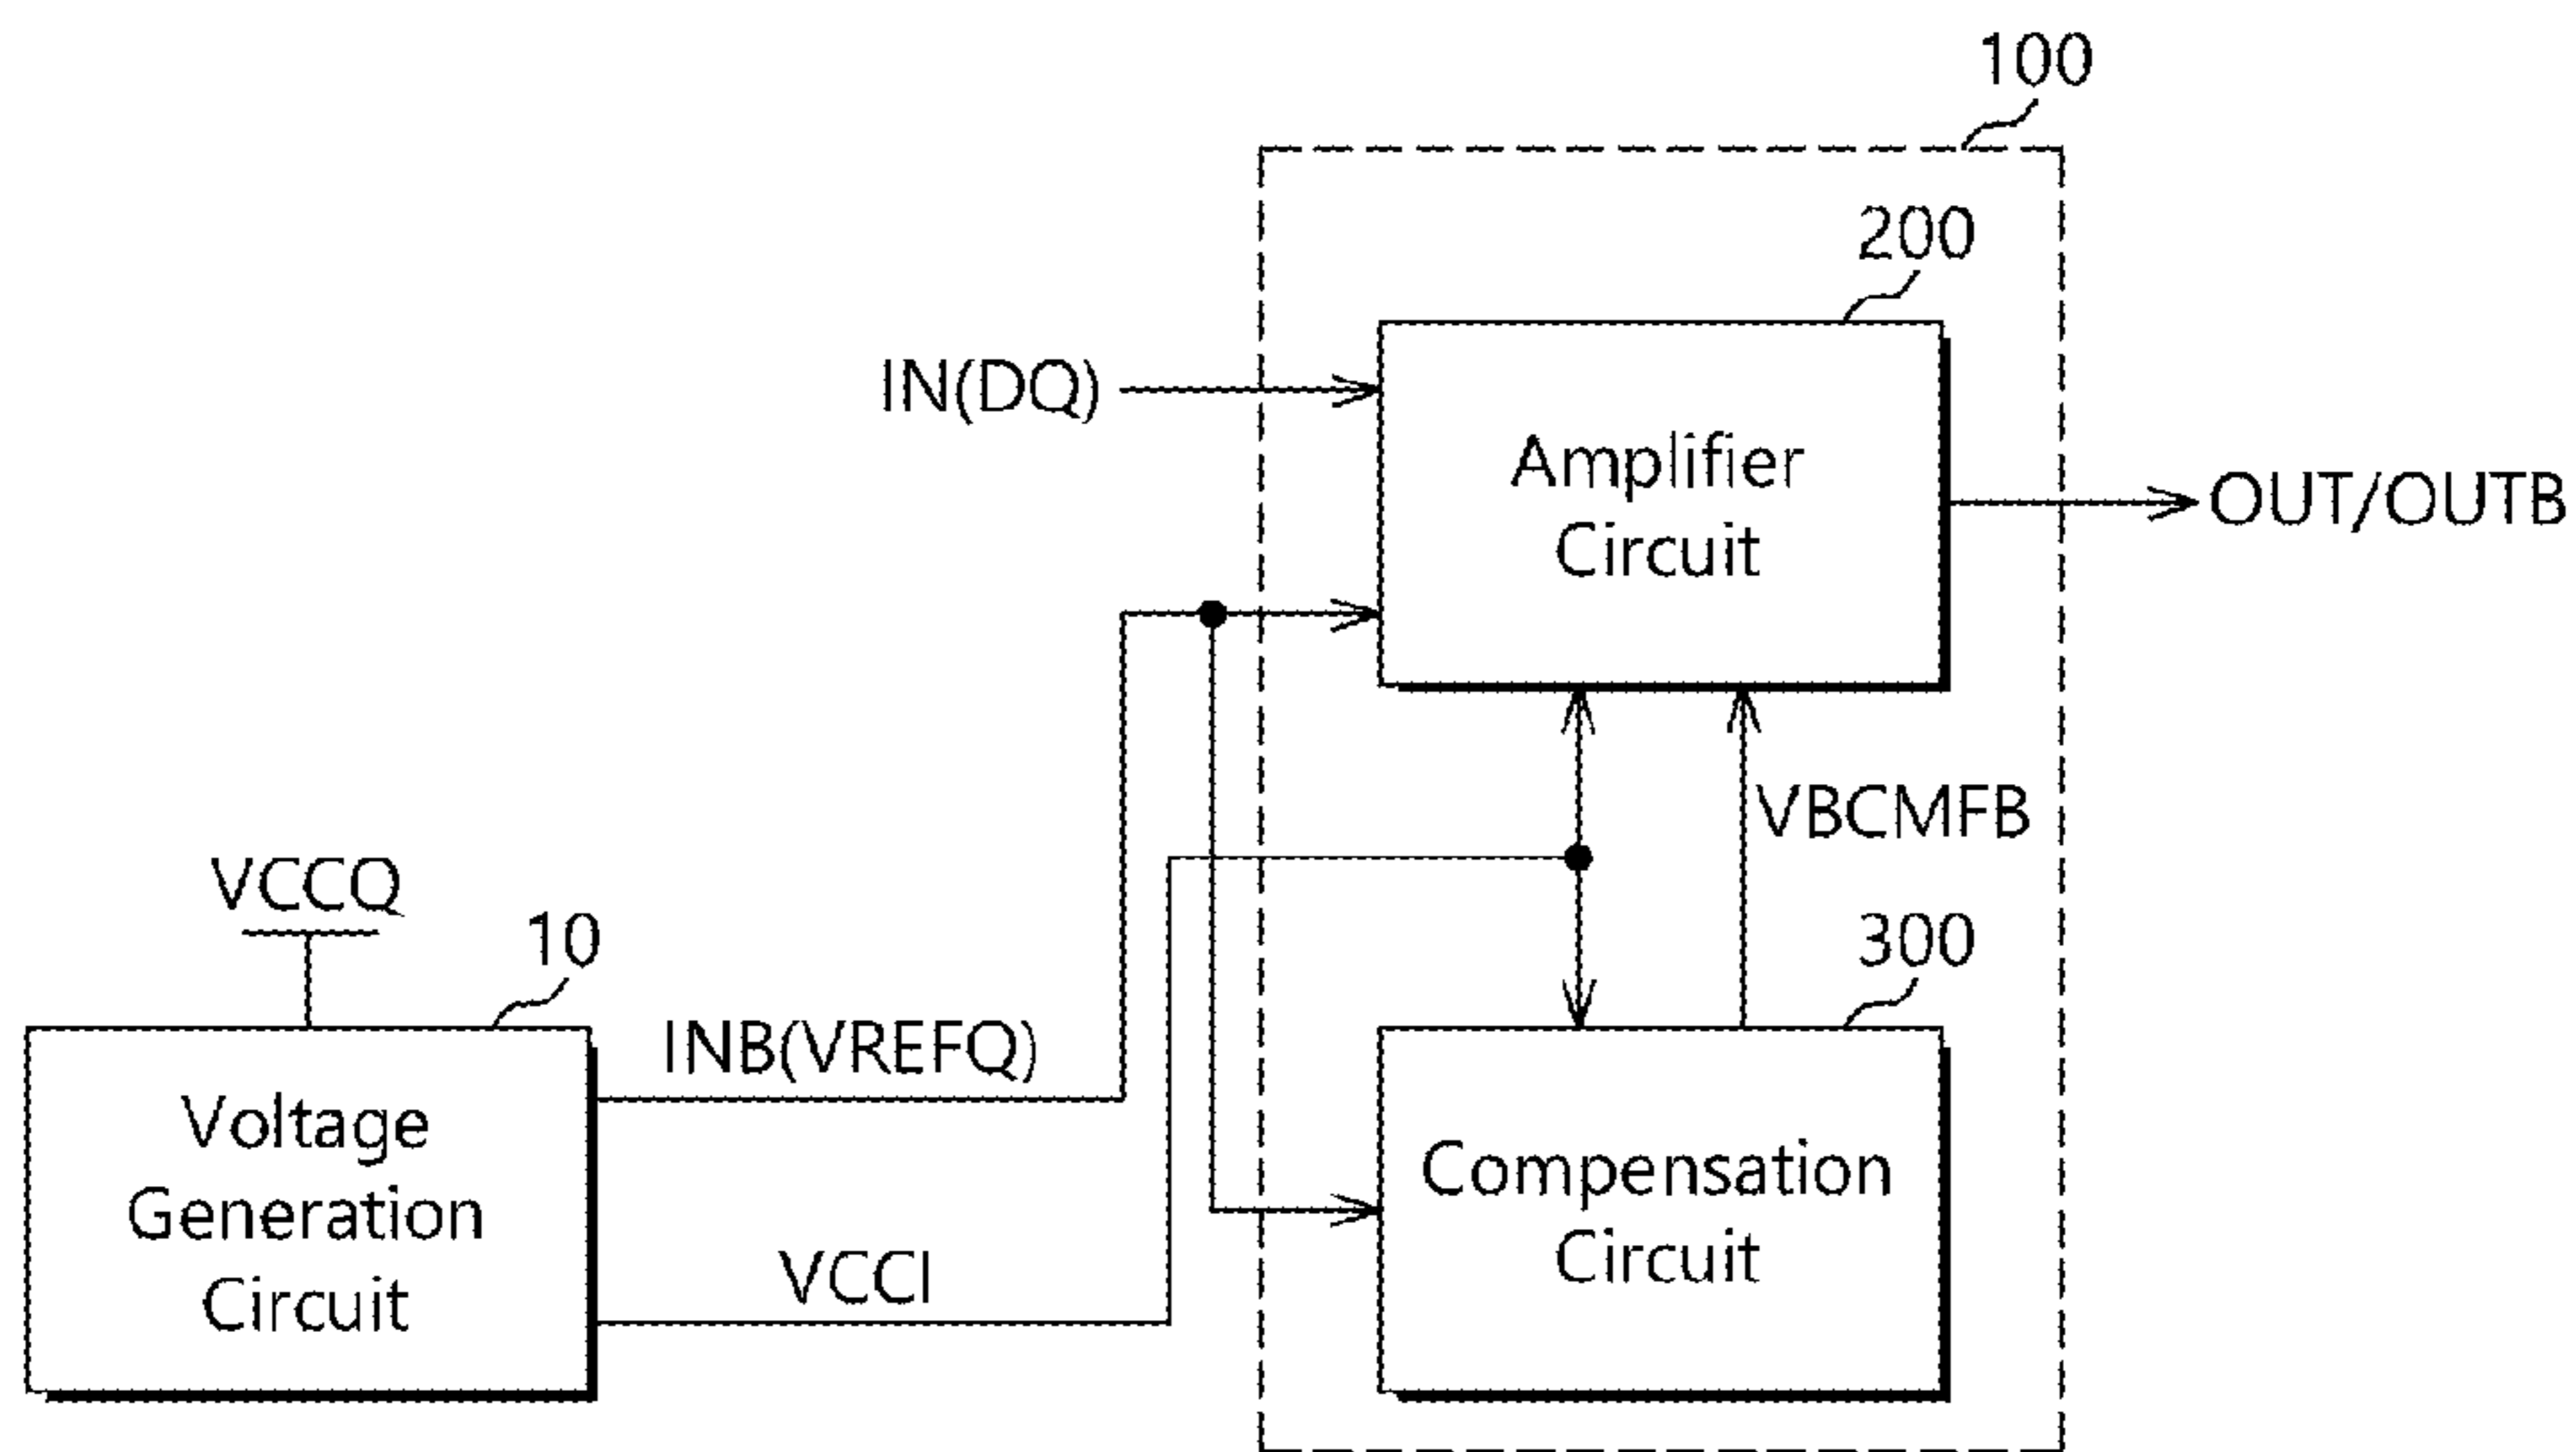 100
200
IN(DQ)
Amplifier
Circuit
OUT/OUTB
VBCMFB
VCCQ
10
300
INB(VREFQ)
Voltage
Generation
Circuit
Compensation
Circuit
VCCI